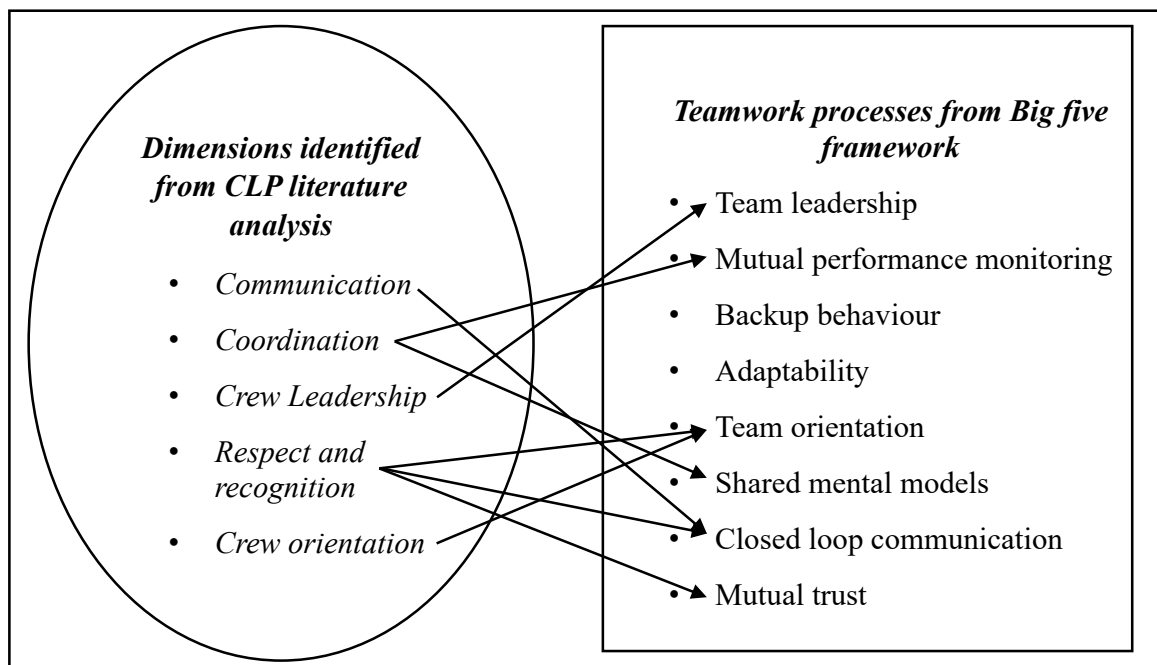 Dimensions identified
from CLP literature
analysis
• Communication
• Coordination
• Crew Leadership
• Respect and
recognition
• Crew orientation
Teamwork processes from Big five
framework
• Team leadership
• Mutual performance monitoring
• Backup behaviour
• Adaptability
• Team orientation
• Shared mental models
• Closed loop communication
• Mutual trust